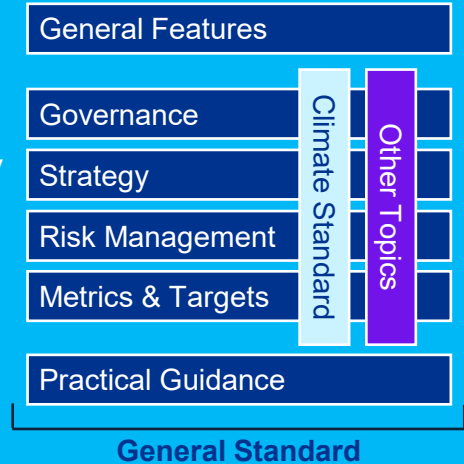 General Features
Governance
Strategy
Risk Management
Metrics & Targets
Climate Standard
Other Topics
Practical Guidance
General Standard